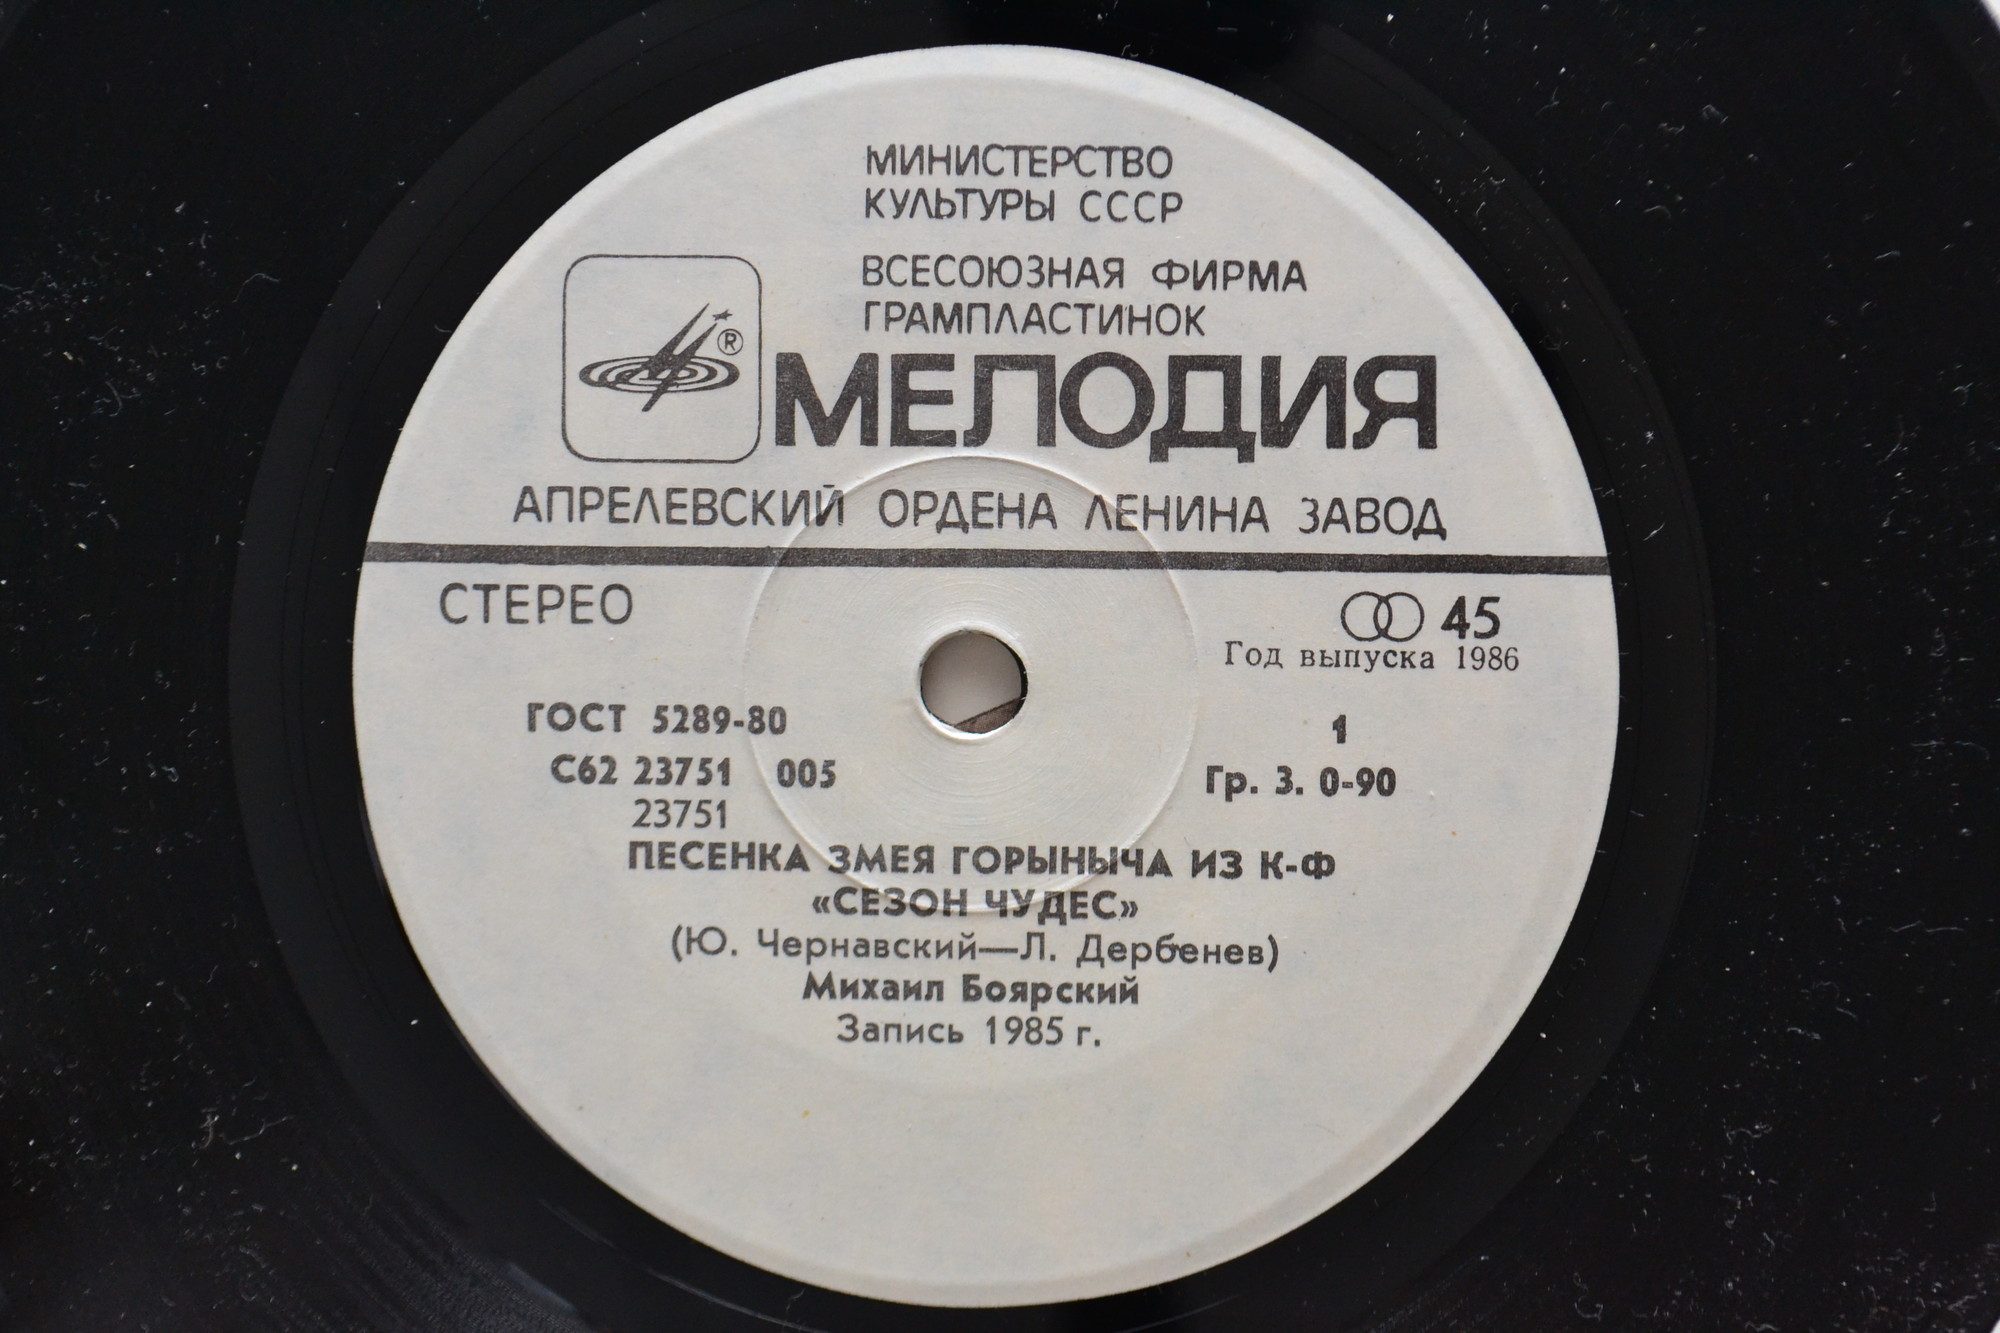 МИНИСТЕРСТВО
КУЛЬТУРЫ СССР
ВСЕСОЮЗНАЯ ФИРМА
ГРАМПЛАСТИНОК
®
МЕЛОДИЯ
АПРЕЛЕВСКИЙ ОРДЕНА ЛЕНИНА ЗАВОД
СТЕРЕО
45
Год выпуска 1986
ГОСТ 5289-80
1
С62 23751 005
Гр. 3. 0-90
23751
ПЕСЕНКА ЗМЕЯ ГОРЫНЫЧА ИЗ К-Ф
«СЕЗОН ЧУДЕС»
(Ю. Чернавский—Л. Дербенев)
Михаил Боярский
Запись 1985 г.